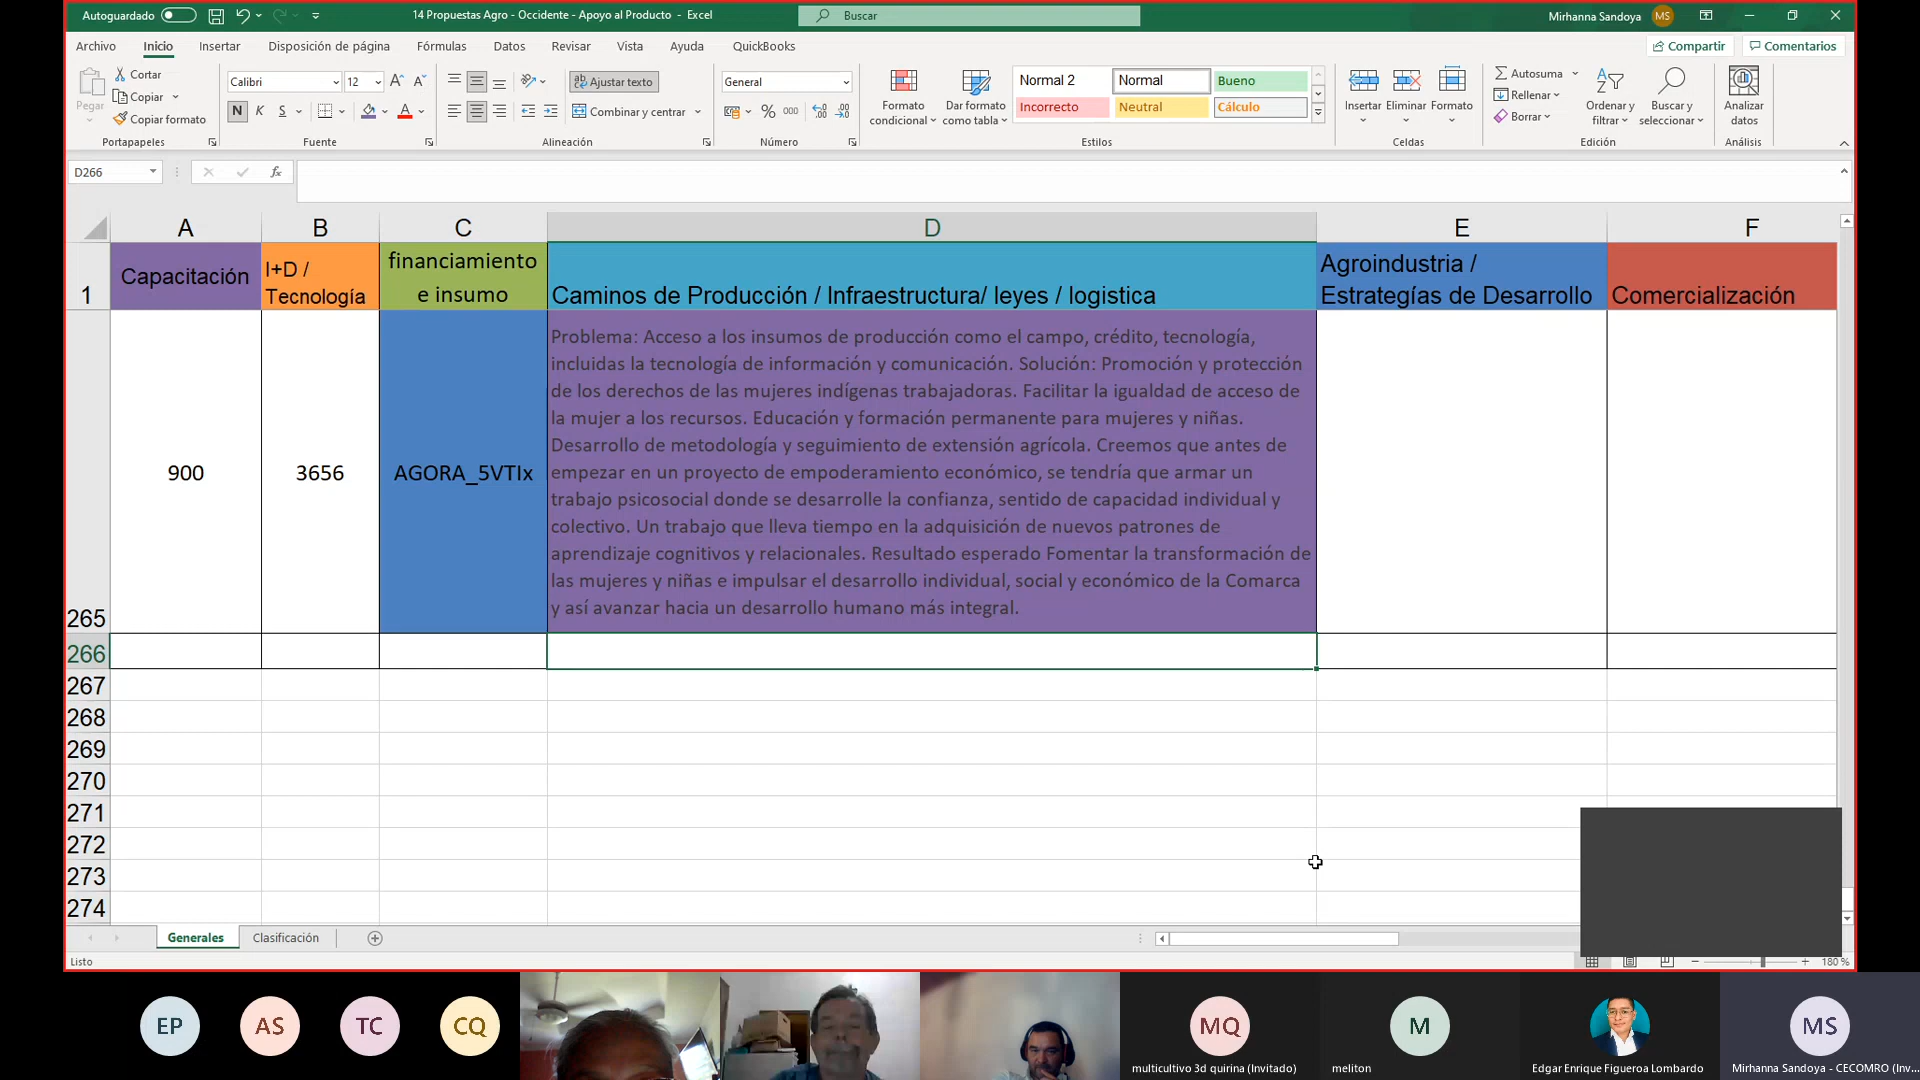 Autoguardado
14 Propuestas Agro - Occidente - Apoyo al Producto - Excel
Buscar
Mirhanna Sandoya
MS
Archivo Inicio Insertar Disposición de página Fórmulas Datos Revisar Vista Ayuda QuickBooks
Compartir Comentarios
Pegar
Cortar
Copiar
Copiar formato
Portapapeles
Calibri 12
N K S
Fuente
Ajustar texto
Combinar y centrar
Alineación
General
% 000
Número
Formato condicional
Dar formato como tabla
Normal 2 Normal Bueno
Incorrecto Neutral Cálculo
Estilos
Insertar Eliminar Formato
Celdas
Autosuma
Rellenar
Borrar
Ordenar y filtrar
Buscar y seleccionar
Edición
Analizar datos
Análisis
D266
fx
A B C D E F
1
Capacitación
I+D /
Tecnología
financiamiento
e insumo
Caminos de Producción / Infraestructura/ leyes / logistica
Agroindustria /
Estrategías de Desarrollo
Comercialización
265
900
3656
AGORA_5VTIx
Problema: Acceso a los insumos de producción como el campo, crédito, tecnología,
incluidas la tecnología de información y comunicación. Solución: Promoción y protección
de los derechos de las mujeres indígenas trabajadoras. Facilitar la igualdad de acceso de
la mujer a los recursos. Educación y formación permanente para mujeres y niñas.
Desarrollo de metodología y seguimiento de extensión agrícola. Creemos que antes de
empezar en un proyecto de empoderamiento económico, se tendría que armar un
trabajo psicosocial donde se desarrolle la confianza, sentido de capacidad individual y
colectivo. Un trabajo que lleva tiempo en la adquisición de nuevos patrones de
aprendizaje cognitivos y relacionales. Resultado esperado Fomentar la transformación de
las mujeres y niñas e impulsar el desarrollo individual, social y económico de la Comarca
y así avanzar hacia un desarrollo humano más integral.
266
267
268
269
270
271
272
273
274
Generales Clasificación
Listo
180 %
EP AS TC CQ MQ M MS
multicultivo 3d quirina (Invitado)
meliton
Edgar Enrique Figueroa Lombardo
Mirhanna Sandoya - CECOMRO (Inv...